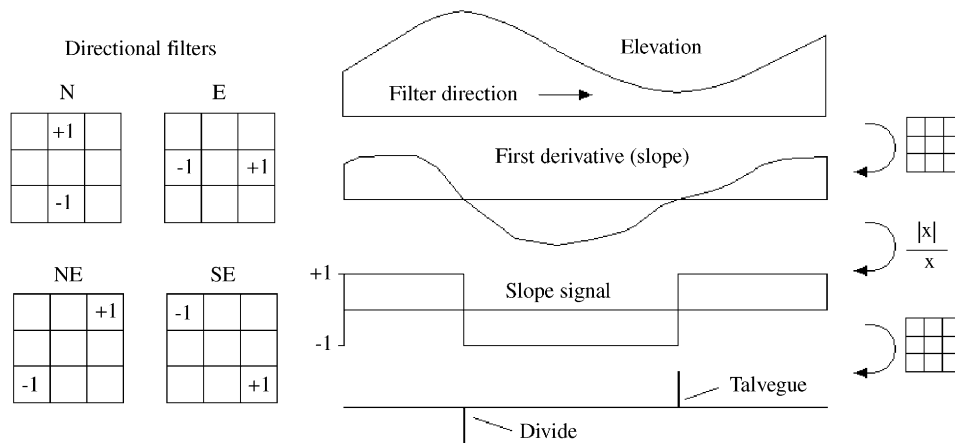 Directional filters
N
E
+1
-1
-1
+1
NE
SE
+1
-1
-1
+1
Elevation
Filter direction
First derivative (slope)
|x|
x
+1
Slope signal
-1
Talvegue
Divide